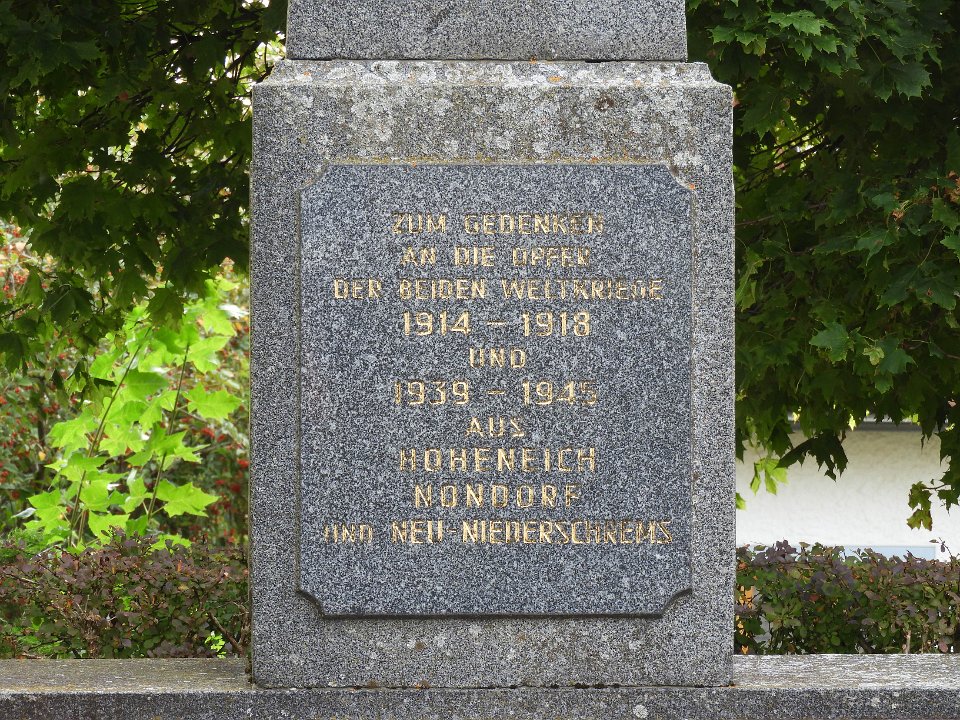 ZUM GEDENKEN
AN DIE OPFER
DER BEIDEN WELTKRIEGE
1914 – 1918
UND
1939 – 1945
AUS
HOHENEICH
NONDORF
UND NEU-NIEDERSCHREMS